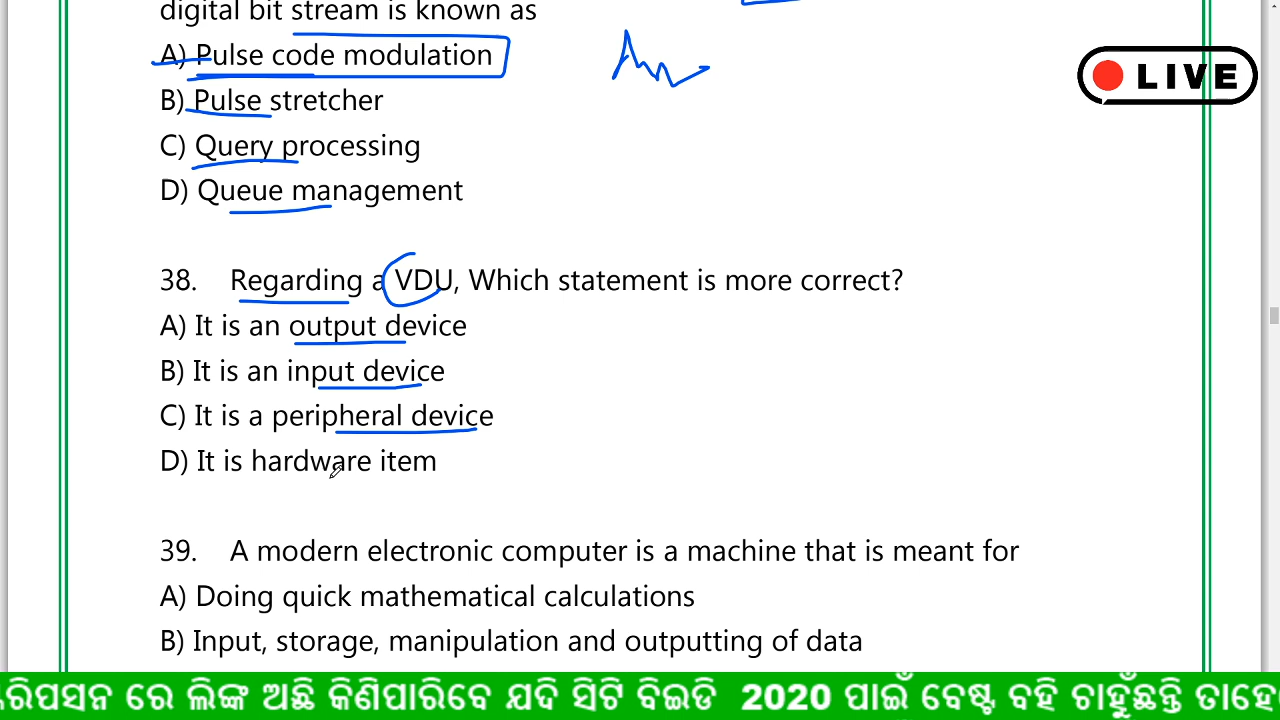 digital bit stream is known as
A) Pulse code modulation
B) Pulse stretcher
LIVE
C) Query processing
D) Queue management
38. Regarding a VDU, Which statement is more correct?
A) It is an output device
B) It is an input device
C) It is a peripheral device
D) It is hardware item
39. A modern electronic computer is a machine that is meant for
A) Doing quick mathematical calculations
B) Input, storage, manipulation and outputting of data
ରିପସନ ରେ ଲିଙ୍କ ଅଛି କିଣିପାରିବେ ଯଦି ସିଟି ବିଇଡି 2020 ପାଇଁ ବେଷ୍ଟ ବହି ଚାହୁଁଛନ୍ତି ତାହେ